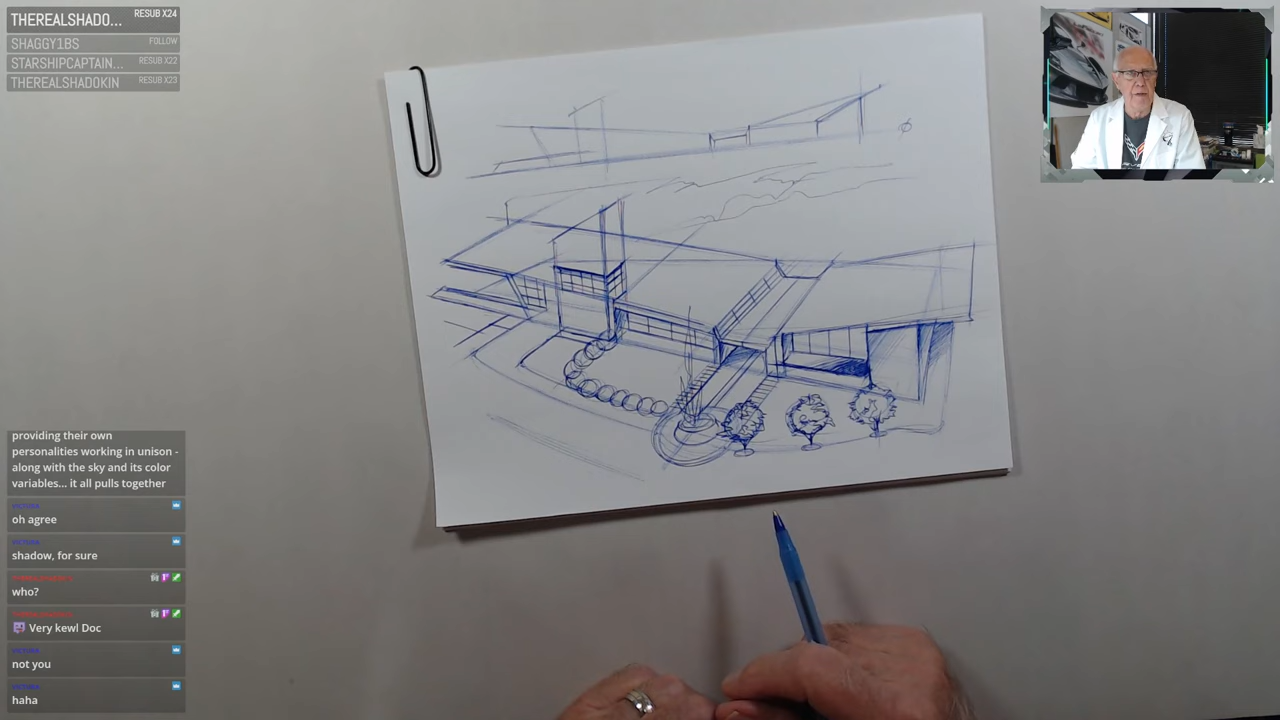 THEREALSHADO... RESUB X24
SHAGGY1BS FOLLOW
STARSHIPCAPTAIN... RESUB X22
THEREALSHADOKIN RESUB X23
providing their own
personalities working in unison -
along with the sky and its color
variables... it all pulls together
oh agree
shadow, for sure
who?
Very kewl Doc
not you
haha